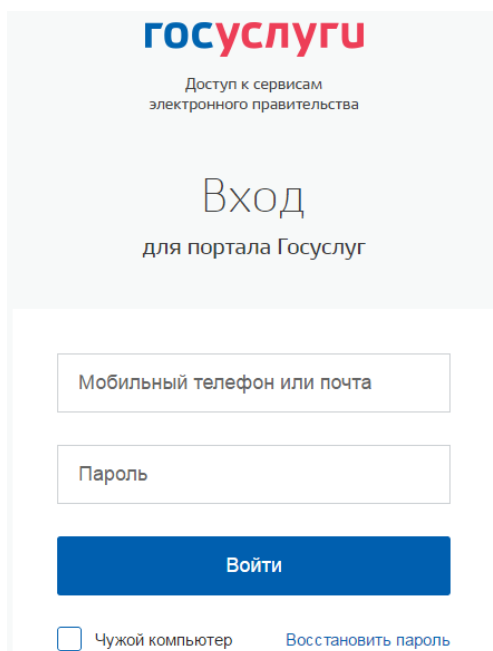 госуслуги
Доступ к сервисам
электронного правительства
Вход
для портала Госуслуг
Мобильный телефон или почта
Пароль
Войти
Чужой компьютер Восстановить пароль